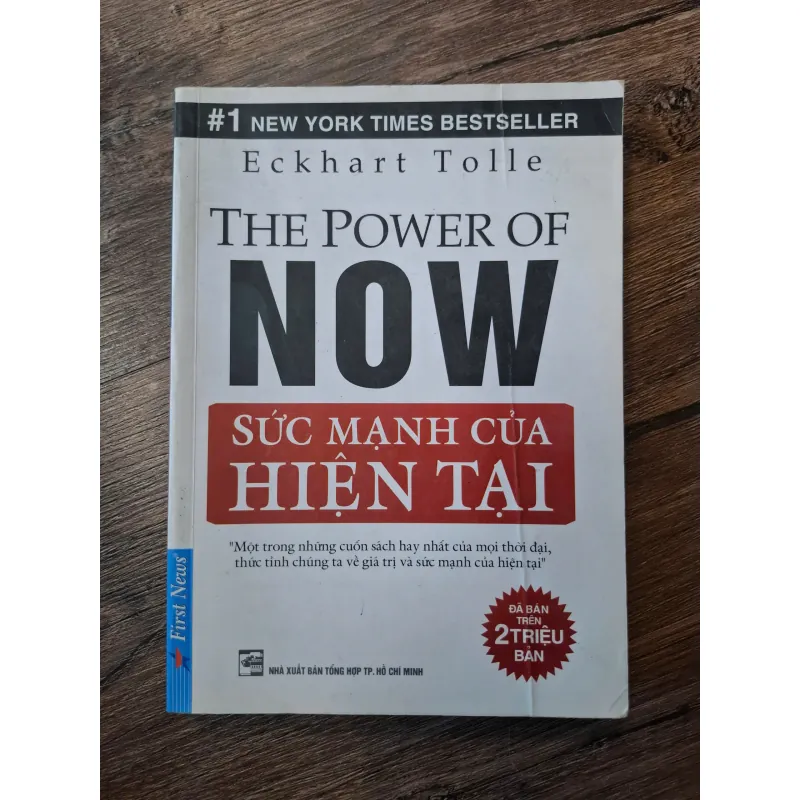 #1 NEW YORK TIMES BESTSELLER
Eckhart Tolle
THE POWER OF
NOW
SỨC MẠNH CỦA
HIỆN TẠI
"Một trong những cuốn sách hay nhất của mọi thời đại,
thức tỉnh chúng ta về giá trị và sức mạnh của hiện tại"
First News
ĐÃ BÁN
TRÊN
2 TRIỆU
BẢN
NHÀ XUẤT BẢN TỔNG HỢP TP. HỒ CHÍ MINH